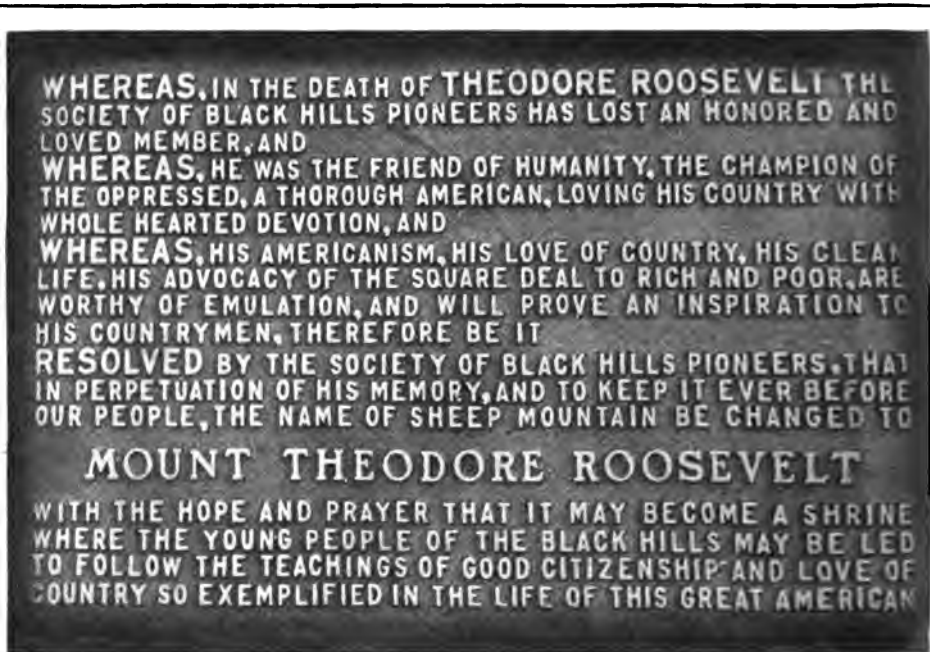 WHEREAS, IN THE DEATH OF THEODORE ROOSEVELT THE
SOCIETY OF BLACK HILLS PIONEERS HAS LOST AN HONORED AND
LOVED MEMBER, AND
WHEREAS, HE WAS THE FRIEND OF HUMANITY, THE CHAMPION OF
THE OPPRESSED, A THOROUGH AMERICAN, LOVING HIS COUNTRY WITH
WHOLE HEARTED DEVOTION, AND
WHEREAS, HIS AMERICANISM, HIS LOVE OF COUNTRY, HIS CLEAN
LIFE, HIS ADVOCACY OF THE SQUARE DEAL TO RICH AND POOR, ARE
WORTHY OF EMULATION, AND WILL PROVE AN INSPIRATION TO
HIS COUNTRYMEN, THEREFORE BE IT
RESOLVED BY THE SOCIETY OF BLACK HILLS PIONEERS, THAT
IN PERPETUATION OF HIS MEMORY, AND TO KEEP IT EVER BEFORE
OUR PEOPLE, THE NAME OF SHEEP MOUNTAIN BE CHANGED TO
MOUNT THEODORE ROOSEVELT
WITH THE HOPE AND PRAYER THAT IT MAY BECOME A SHRINE
WHERE THE YOUNG PEOPLE OF THE BLACK HILLS MAY BE LED
TO FOLLOW THE TEACHINGS OF GOOD CITIZENSHIP AND LOVE OF
COUNTRY SO EXEMPLIFIED IN THE LIFE OF THIS GREAT AMERICAN